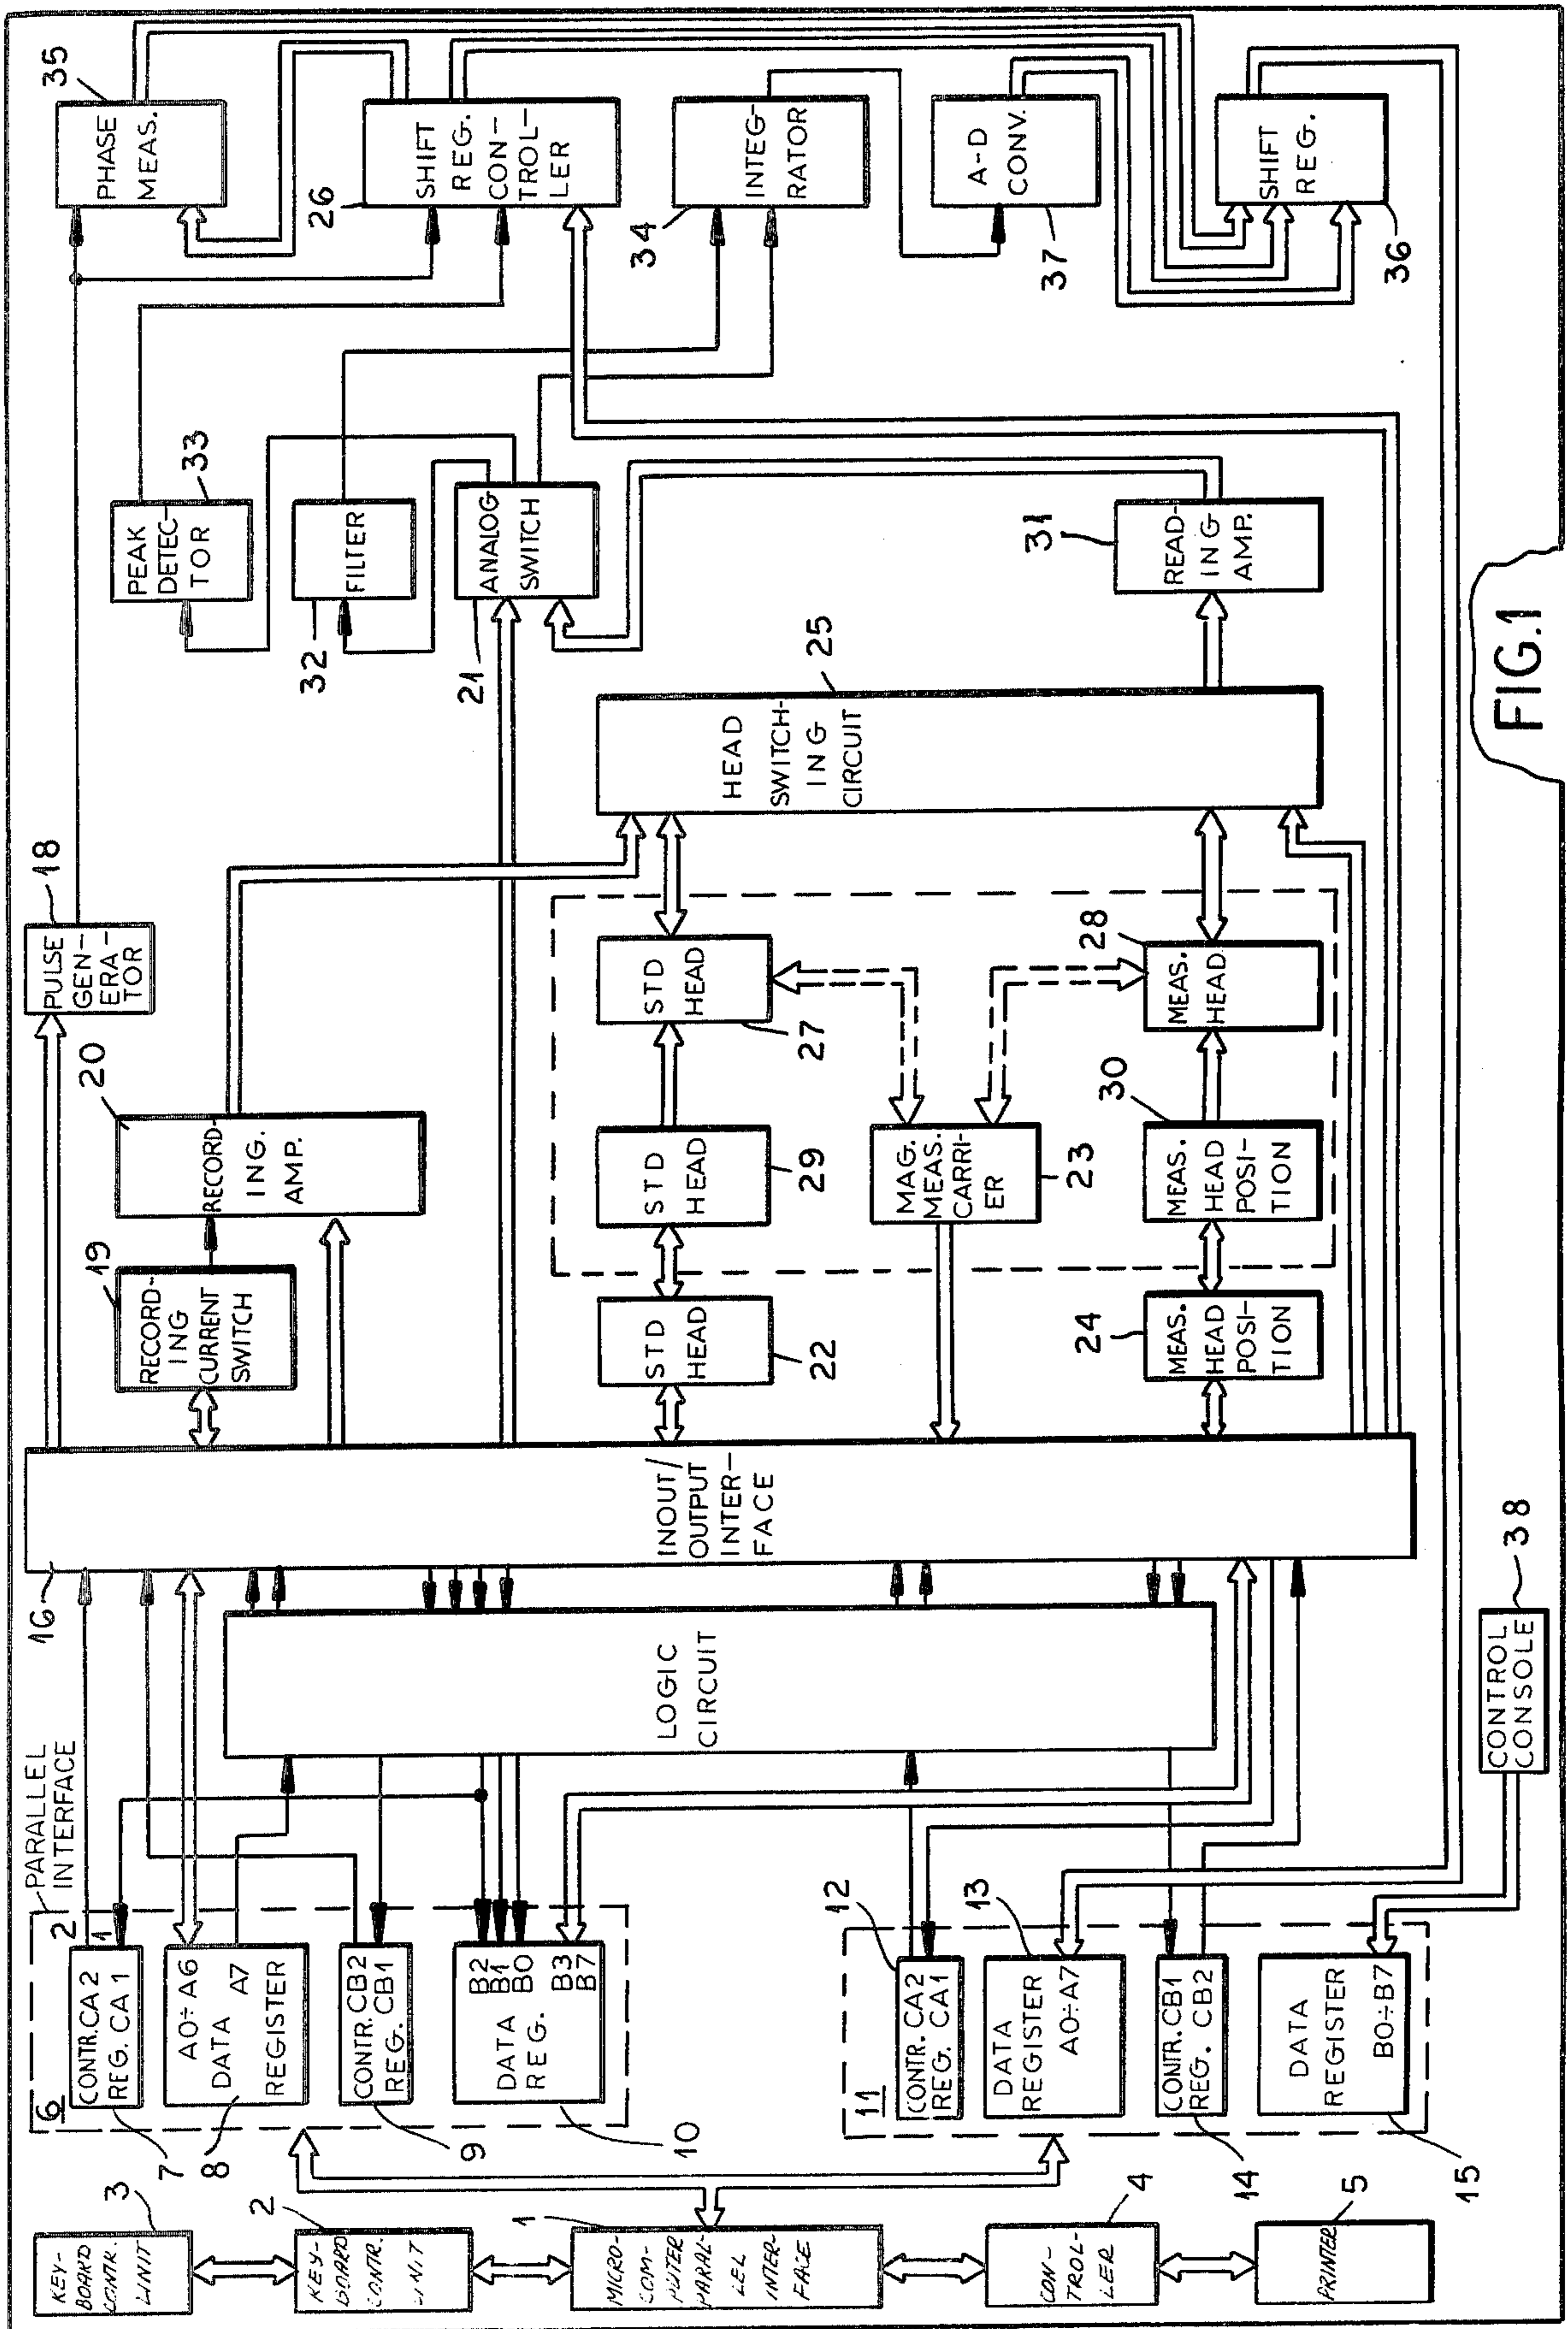 KEY-
BOARD
CONTR.
UNIT
3
KEY-
BOARD
CONTR.
UNIT
2
MICRO-
COM-
PUTER
PARAL-
LEL
INTER-
FACE
1
CON-
TROL-
LER
4
PRINTER
5
PARALLEL
INTERFACE
6
2
1
CONTR. CA2
REG. CA1
7
A0÷A6
DATA A7
REGISTER
8
CONTR. CB2
REG. CB1
9
B2
B1
B0
DATA
REG.
B3
B7
10
11
CONTR. CA2
REG. CA1
12
DATA
REGISTER
A0÷A7
13
CONTR. CB1
REG. CB2
14
DATA
REGISTER
B0÷B7
15
LOGIC
CIRCUIT
CONTROL
CONSOLE
38
16
INOUT/
OUTPUT
INTER-
FACE
RECORD-
ING
CURRENT
SWITCH
19
RECORD-
ING.
AMP.
20
PULSE
GEN-
ERA-
TOR
18
STD
HEAD
22
STD
HEAD
29
STD
HEAD
27
MAG.
MEAS.
CARRI-
ER
23
MEAS.
HEAD
POSI-
TION
24
MEAS.
HEAD
POSI-
TION
30
MEAS.
HEAD
28
HEAD
SWITCH-
ING
CIRCUIT
25
PEAK
DETEC-
TOR
33
FILTER
32
ANALOG
SWITCH
21
READ-
ING
AMP.
31
PHASE
MEAS.
35
SHIFT
REG.
CON-
TROL-
LER
26
INTEG-
RATOR
34
A-D
CONV.
37
SHIFT
REG.
36
FIG.1